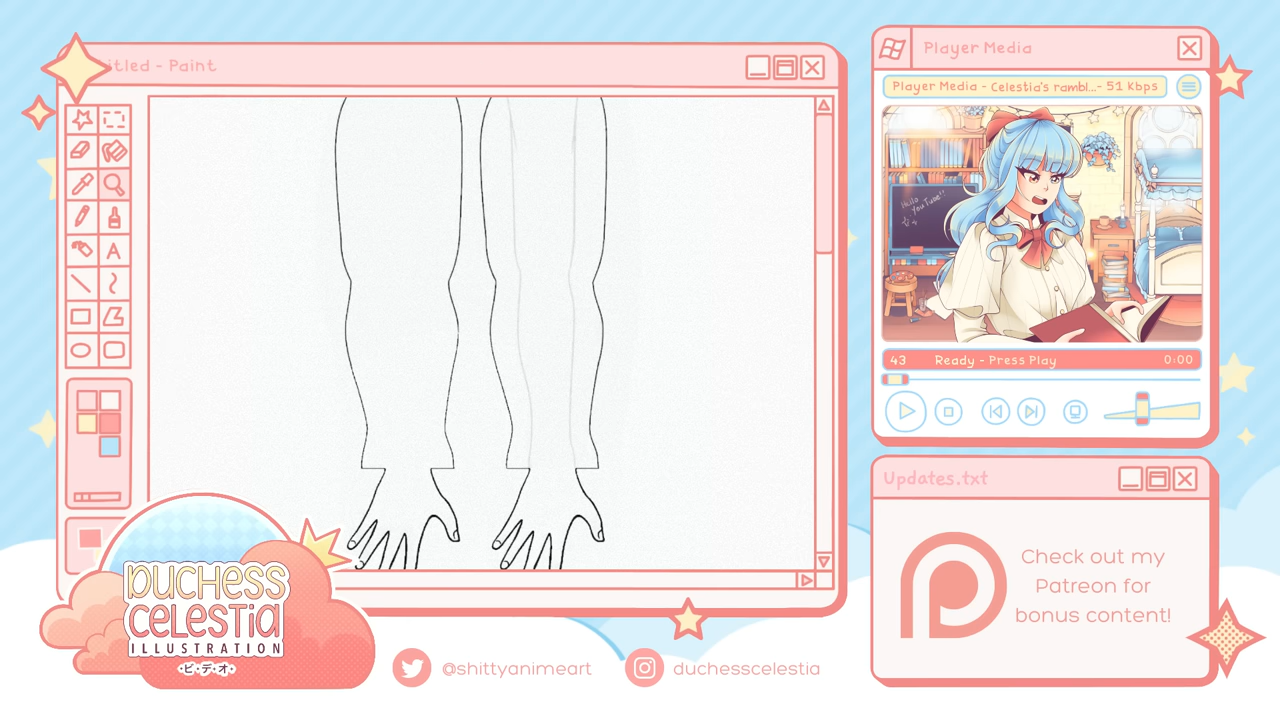 itled - Paint
Player Media
Player Media - Celestia's rambl...- 51 Kbps
Hello
YouTube!!
43 Ready - Press Play 0:00
A
Updates.txt
Check out my
Patreon for
bonus content!
DUCHESS
CELESTIA
ILLUSTRATION
・ビ・デ・オ・
@shittyanimeart
duchesscelestia